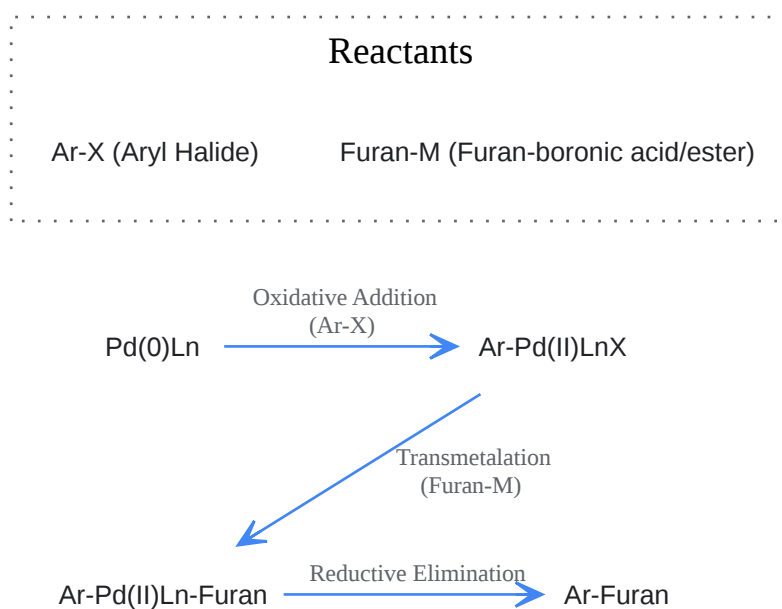 Reactants
Ar-X (Aryl Halide)
Furan-M (Furan-boronic acid/ester)
Oxidative Addition
(Ar-X)
Pd(0)Ln
Ar-Pd(II)LnX
Transmetalation
(Furan-M)
Reductive Elimination
Ar-Pd(II)Ln-Furan
Ar-Furan